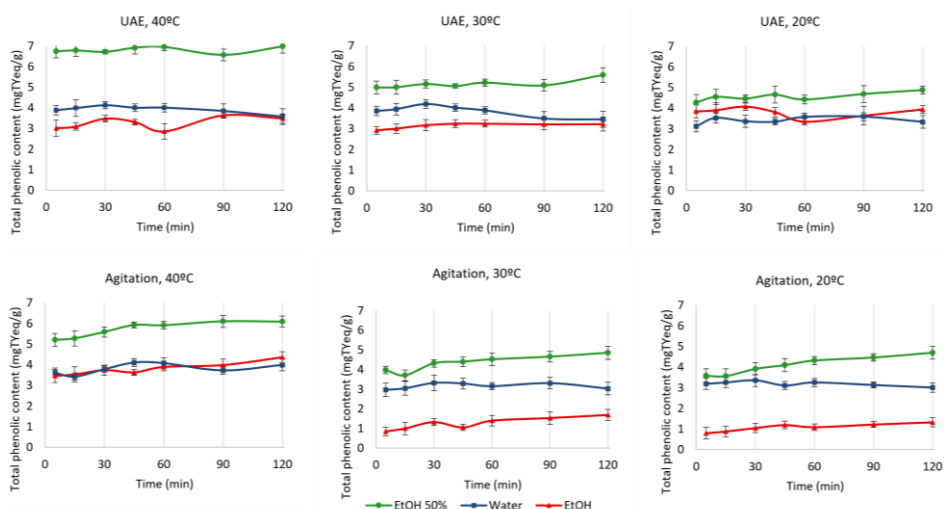 UAE, 40ºC
Total phenolic content (mgTYeq/g)
7
6
5
4
3
2
1
0
0 30 60 90 120
Time (min)
UAE, 30ºC
Total phenolic content (mgTYeq/g)
7
6
5
4
3
2
1
0
0 30 60 90 120
Time (min)
UAE, 20ºC
Total phenolic content (mgTYeq/g)
7
6
5
4
3
2
1
0
0 30 60 90 120
Time (min)
Agitation, 40ºC
Total phenolic content (mgTYeq/g)
7
6
5
4
3
2
1
0
0 30 60 90 120
Time (min)
Agitation, 30ºC
Total phenolic content (mgTYeq/g)
7
6
5
4
3
2
1
0
0 30 60 90 120
Time (min)
Agitation, 20ºC
Total phenolic content (mgTYeq/g)
7
6
5
4
3
2
1
0
0 30 60 90 120
Time (min)
EtOH 50% Water EtOH